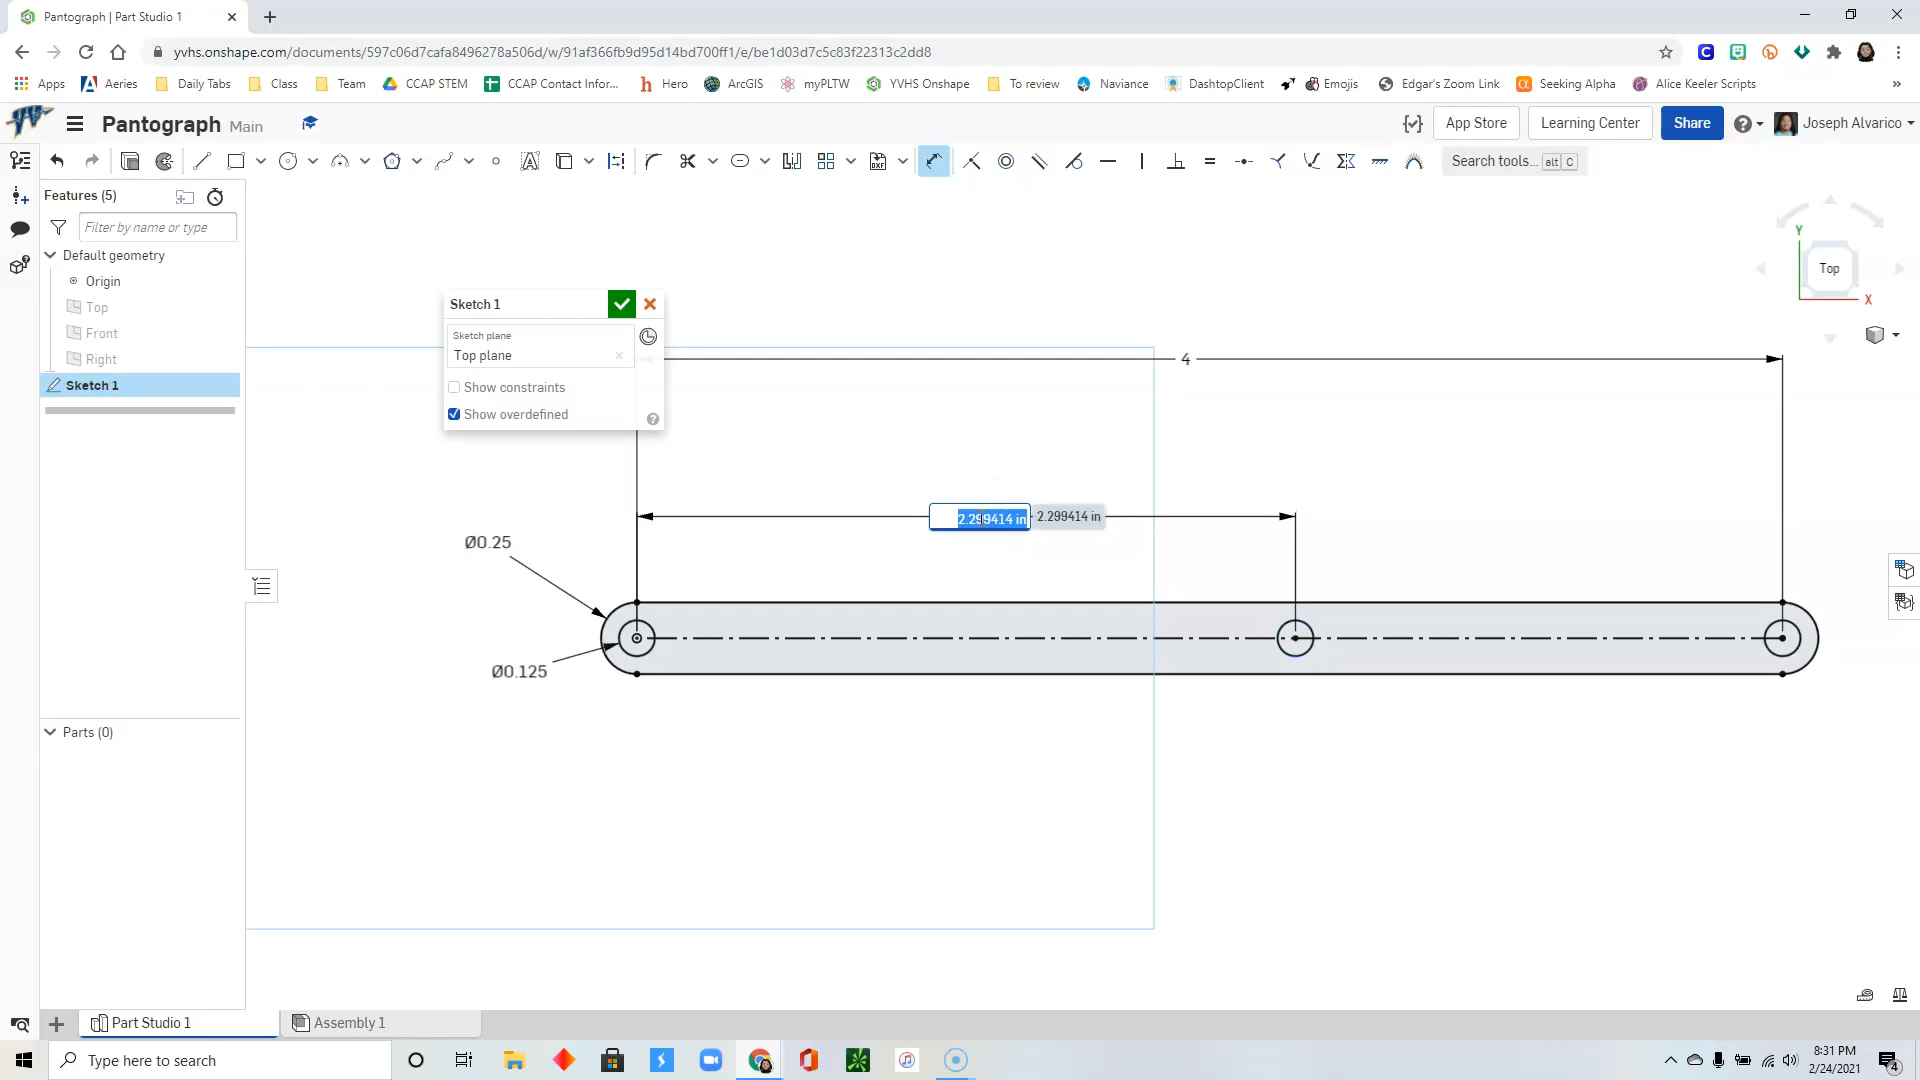 Pantograph | Part Studio 1
yvhs.onshape.com/documents/597c06d7cafa8496278a506d/w/91af366fb9d95d14bd700ff1/e/be1d03d7c5c83f22313c2dd8
Apps Aeries Daily Tabs Class Team CCAP STEM CCAP Contact Infor... Hero ArcGIS myPLTW YVHS Onshape To review Naviance DashtopClient Emojis Edgar's Zoom Link Seeking Alpha Alice Keeler Scripts »
Pantograph Main App Store Learning Center Share Joseph Alvarico
Search tools... alt C
Features (5)
Filter by name or type
Default geometry
Origin
Top
Front
Right
Sketch 1
Parts (0)
Sketch 1
Sketch plane
Top plane
Show constraints
Show overdefined
4
2.299414 in 2.299414 in
Ø0.25
Ø0.125
Y
Top
X
Part Studio 1 Assembly 1
Type here to search
8:31 PM
2/24/2021
4